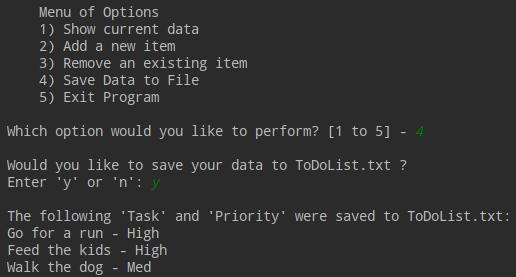 Menu of Options
1) Show current data
2) Add a new item
3) Remove an existing item
4) Save Data to File
5) Exit Program
Which option would you like to perform? [1 to 5] - 4
Would you like to save your data to ToDoList.txt ?
Enter 'y' or 'n': y
The following 'Task' and 'Priority' were saved to ToDoList.txt:
Go for a run - High
Feed the kids - High
Walk the dog - Med